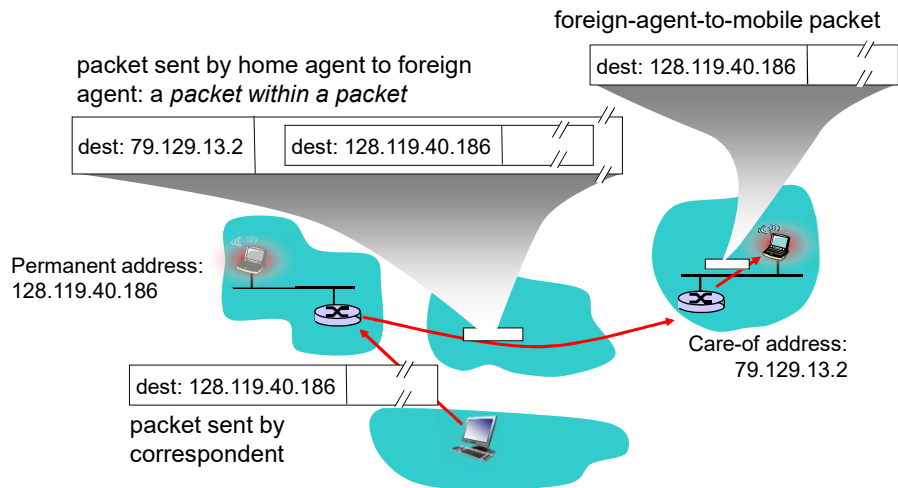 foreign-agent-to-mobile packet
dest: 128.119.40.186
packet sent by home agent to foreign
agent: a packet within a packet
dest: 79.129.13.2
dest: 128.119.40.186
Permanent address:
128.119.40.186
Care-of address:
79.129.13.2
dest: 128.119.40.186
packet sent by
correspondent